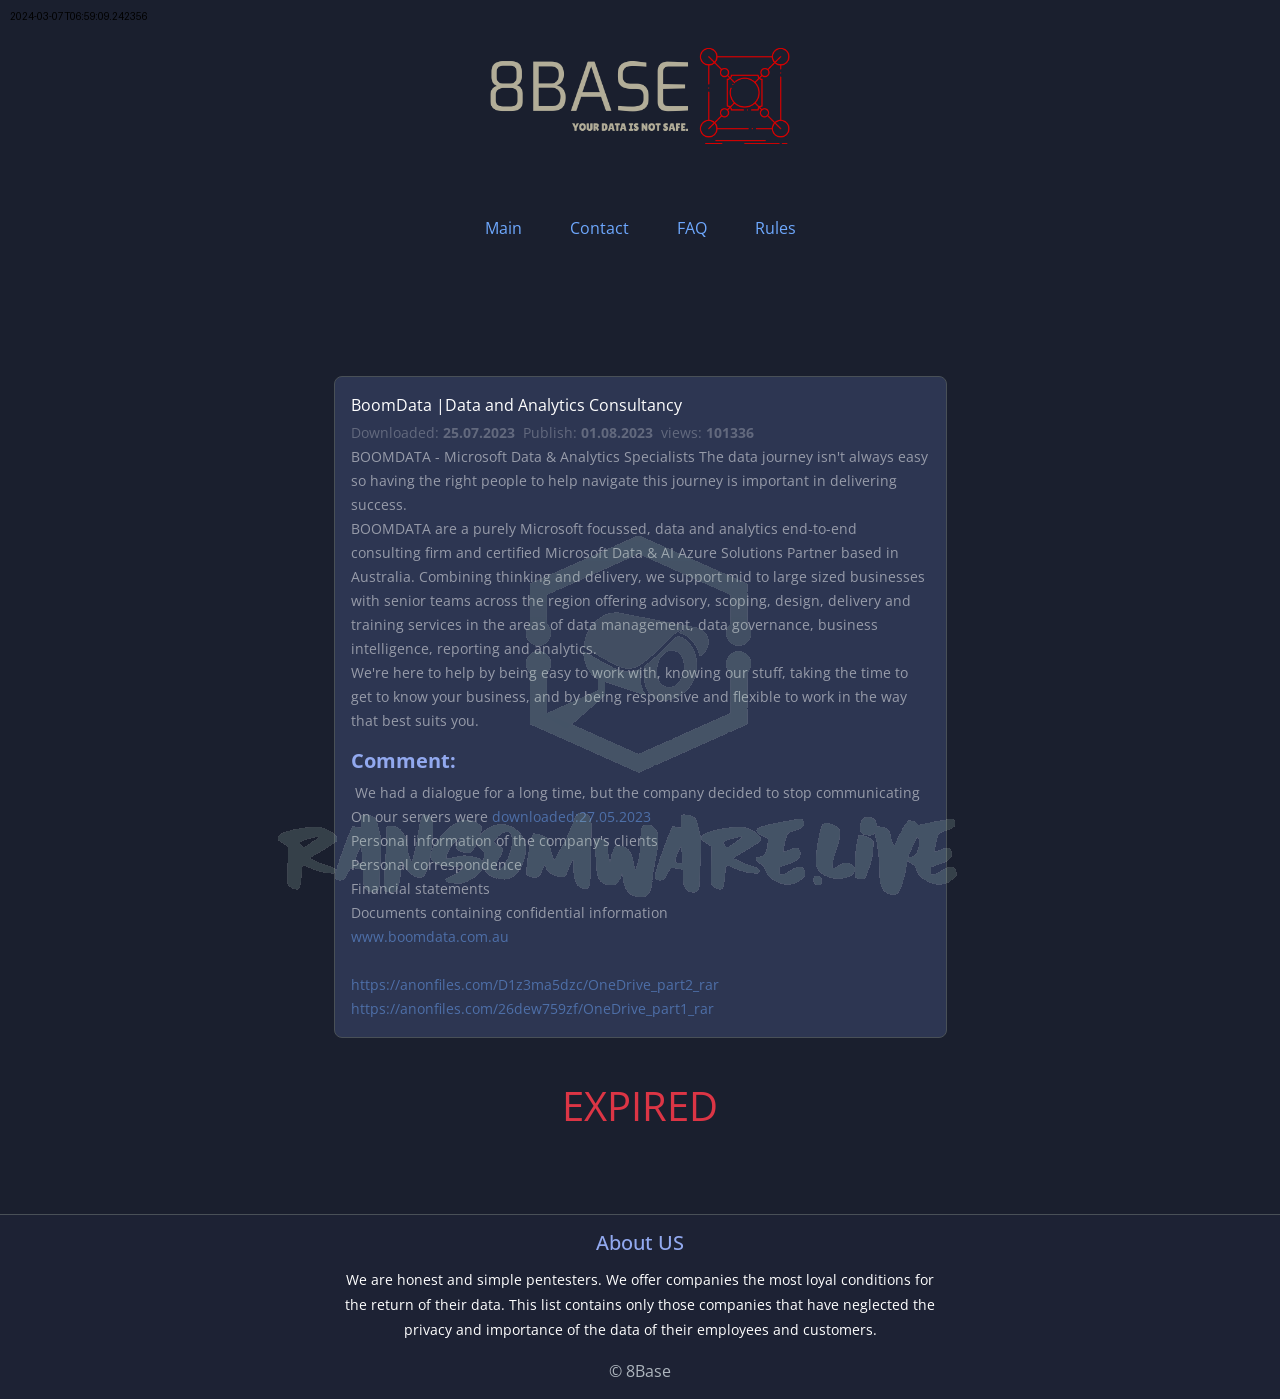 2024-03-07T06:59:09.242356
8BASE
YOUR DATA IS NOT SAFE.
Main Contact FAQ Rules
BoomData |Data and Analytics Consultancy
Downloaded: 25.07.2023 Publish: 01.08.2023 views: 101336
BOOMDATA - Microsoft Data & Analytics Specialists The data journey isn't always easy
so having the right people to help navigate this journey is important in delivering
success.
BOOMDATA are a purely Microsoft focussed, data and analytics end-to-end
consulting firm and certified Microsoft Data & AI Azure Solutions Partner based in
Australia. Combining thinking and delivery, we support mid to large sized businesses
with senior teams across the region offering advisory, scoping, design, delivery and
training services in the areas of data management, data governance, business
intelligence, reporting and analytics.
We're here to help by being easy to work with, knowing our stuff, taking the time to
get to know your business, and by being responsive and flexible to work in the way
that best suits you.
Comment:
We had a dialogue for a long time, but the company decided to stop communicating
On our servers were downloaded:27.05.2023
Personal information of the company's clients
RANSOMWARE.LIVE
Personal correspondence
Financial statements
Documents containing confidential information
www.boomdata.com.au
https://anonfiles.com/D1z3ma5dzc/OneDrive_part2_rar
https://anonfiles.com/26dew759zf/OneDrive_part1_rar
EXPIRED
About US
We are honest and simple pentesters. We offer companies the most loyal conditions for
the return of their data. This list contains only those companies that have neglected the
privacy and importance of the data of their employees and customers.
© 8Base